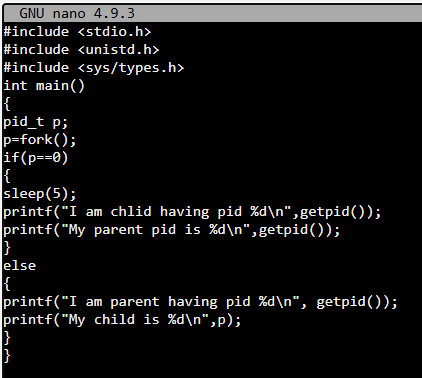 GNU nano 4.9.3
#include <stdio.h>
#include <unistd.h>
#include <sys/types.h>
int main()
{
pid_t p;
p=fork();
if(p==0)
{
sleep(5);
printf("I am chlid having pid %d\n",getpid());
printf("My parent pid is %d\n",getpid());
}
else
{
printf("I am parent having pid %d\n", getpid());
printf("My child is %d\n",p);
}
}